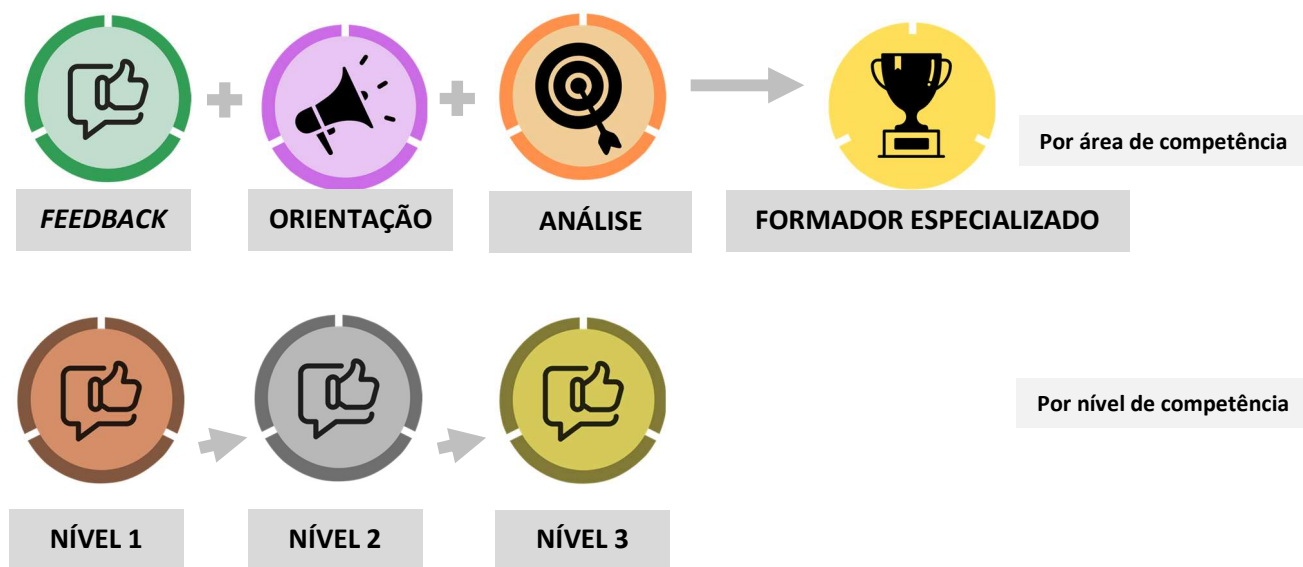 FEEDBACK
ORIENTAÇÃO
ANÁLISE
FORMADOR ESPECIALIZADO
Por área de competência
NÍVEL 1
NÍVEL 2
NÍVEL 3
Por nível de competência